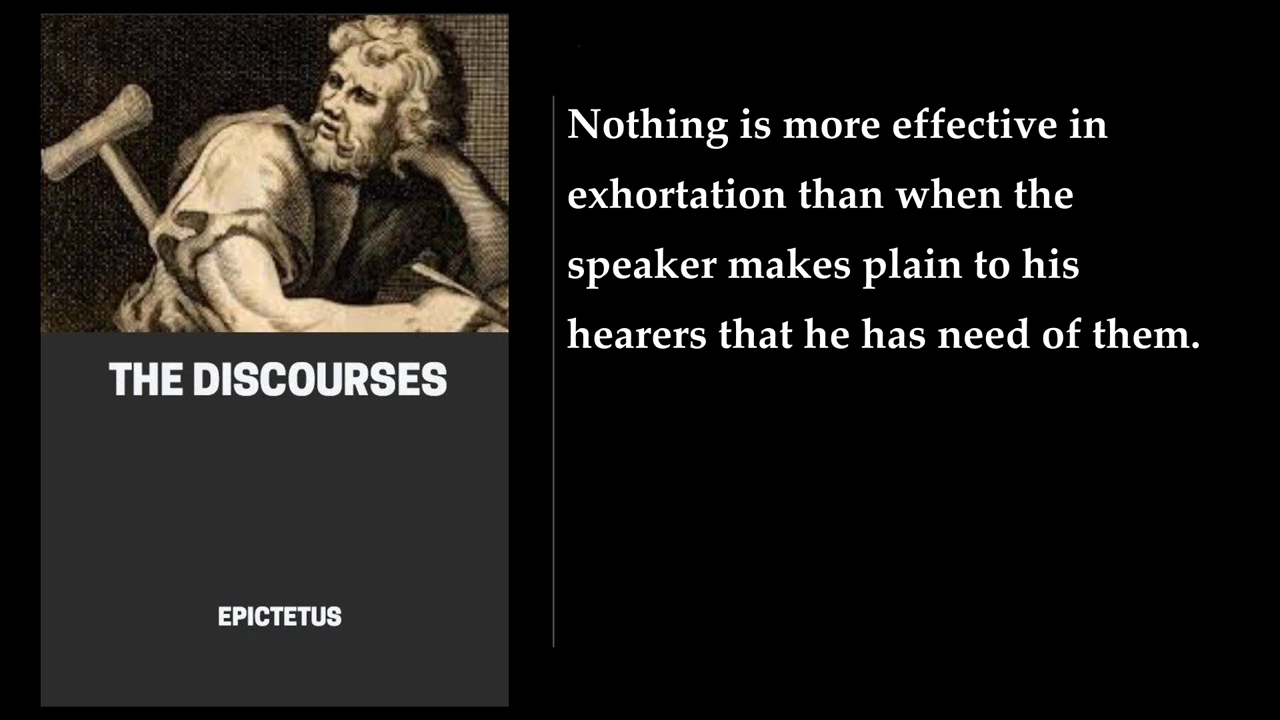 THE DISCOURSES
EPICTETUS
Nothing is more effective in
exhortation than when the
speaker makes plain to his
hearers that he has need of them.